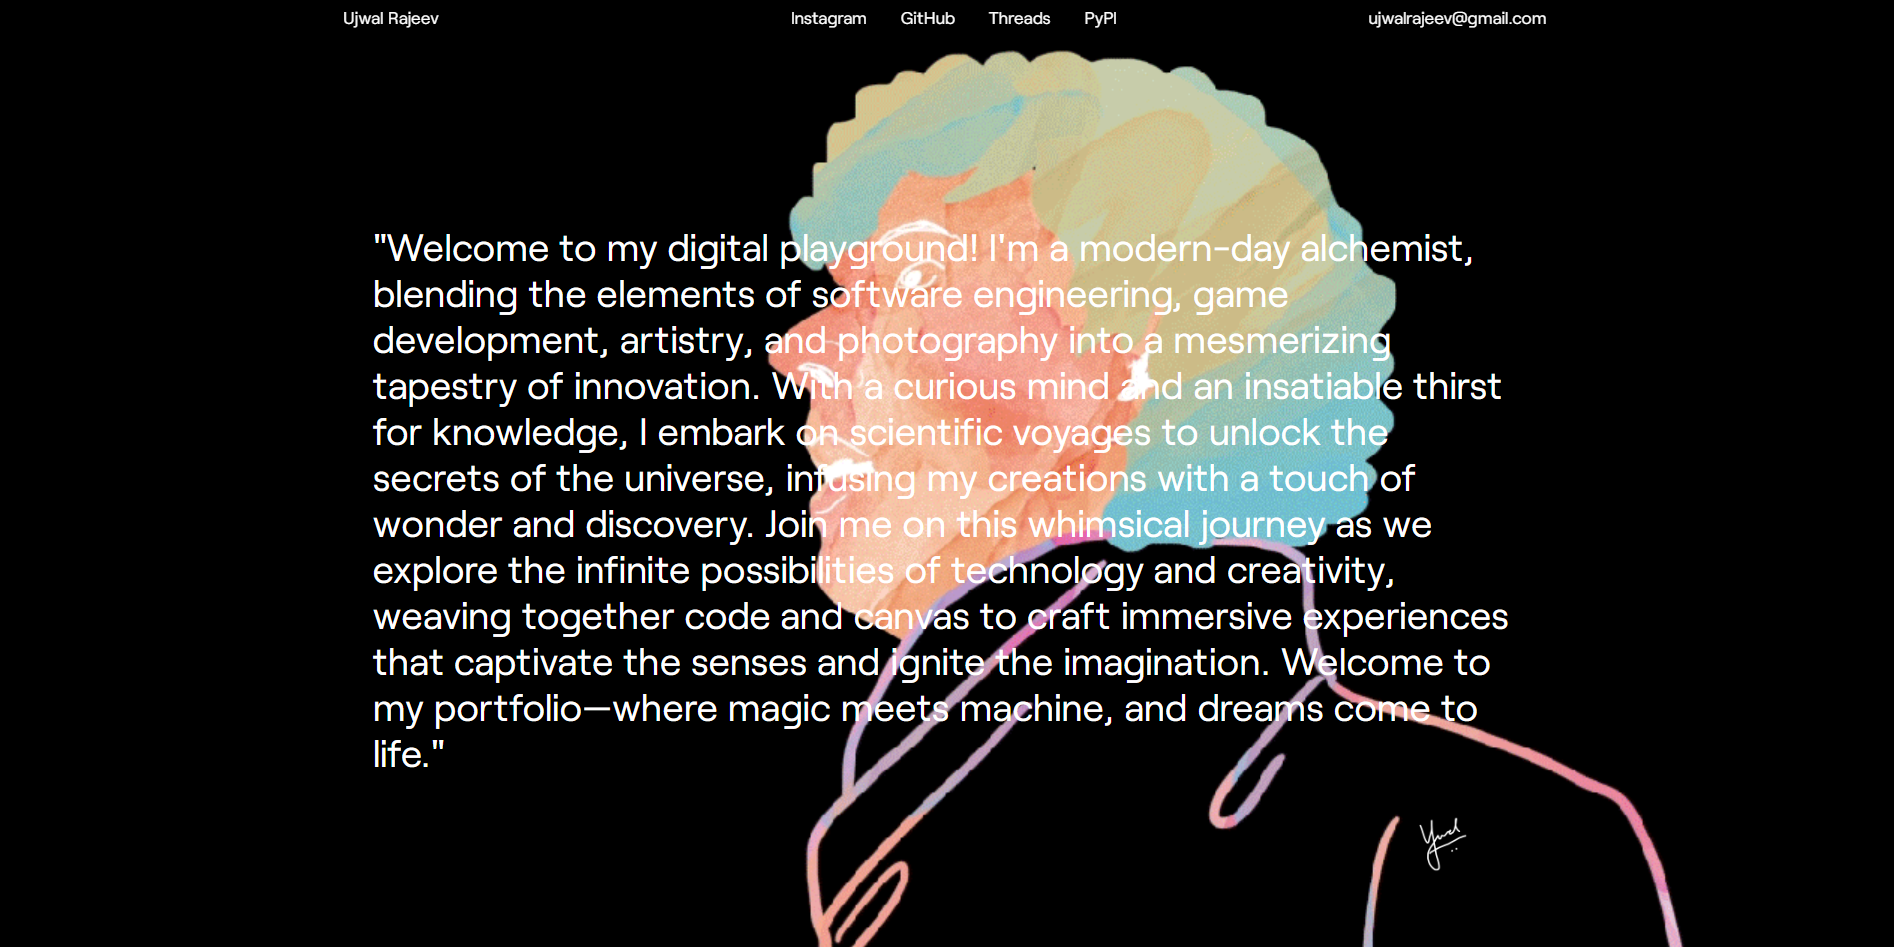 Ujwal Rajeev
Instagram GitHub Threads PyPI
ujwalrajeev@gmail.com
"Welcome to my digital playground! I'm a modern-day alchemist,
blending the elements of software engineering, game
development, artistry, and photography into a mesmerizing
tapestry of innovation. With a curious mind and an insatiable thirst
for knowledge, I embark on scientific voyages to unlock the
secrets of the universe, infusing my creations with a touch of
wonder and discovery. Join me on this whimsical journey as we
explore the infinite possibilities of technology and creativity,
weaving together code and canvas to craft immersive experiences
that captivate the senses and ignite the imagination. Welcome to
my portfolio—where magic meets machine, and dreams come to
life."